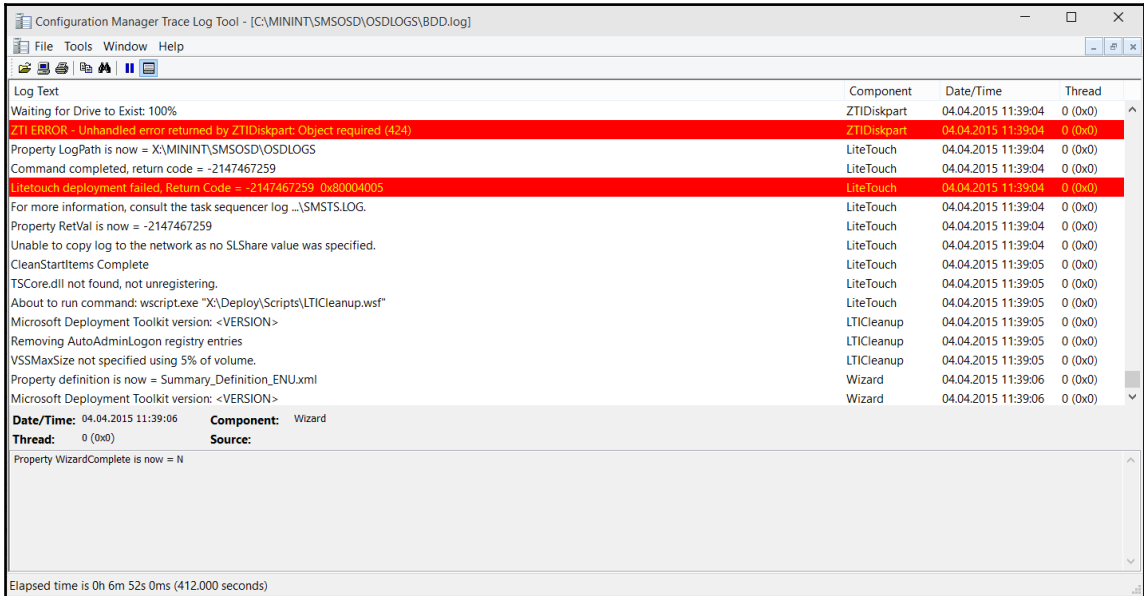 Configuration Manager Trace Log Tool - [C:\MININT\SMSOSD\OSDLOGS\BDD.log]
File Tools Window Help
Log Text Component Date/Time Thread
Waiting for Drive to Exist: 100% ZTIDiskpart 04.04.2015 11:39:04 0 (0x0)
ZTI ERROR - Unhandled error returned by ZTIDiskpart: Object required (424) ZTIDiskpart 04.04.2015 11:39:04 0 (0x0)
Property LogPath is now = X:\MININT\SMSOSD\OSDLOGS LiteTouch 04.04.2015 11:39:04 0 (0x0)
Command completed, return code = -2147467259 LiteTouch 04.04.2015 11:39:04 0 (0x0)
Litetouch deployment failed, Return Code = -2147467259 0x80004005 LiteTouch 04.04.2015 11:39:04 0 (0x0)
For more information, consult the task sequencer log ...\SMSTS.LOG. LiteTouch 04.04.2015 11:39:04 0 (0x0)
Property RetVal is now = -2147467259 LiteTouch 04.04.2015 11:39:04 0 (0x0)
Unable to copy log to the network as no SLShare value was specified. LiteTouch 04.04.2015 11:39:04 0 (0x0)
CleanStartItems Complete LiteTouch 04.04.2015 11:39:05 0 (0x0)
TSCore.dll not found, not unregistering. LiteTouch 04.04.2015 11:39:05 0 (0x0)
About to run command: wscript.exe "X:\Deploy\Scripts\LTICleanup.wsf" LiteTouch 04.04.2015 11:39:05 0 (0x0)
Microsoft Deployment Toolkit version: <VERSION> LTICleanup 04.04.2015 11:39:05 0 (0x0)
Removing AutoAdminLogon registry entries LTICleanup 04.04.2015 11:39:05 0 (0x0)
VSSMaxSize not specified using 5% of volume. LTICleanup 04.04.2015 11:39:05 0 (0x0)
Property definition is now = Summary_Definition_ENU.xml Wizard 04.04.2015 11:39:06 0 (0x0)
Microsoft Deployment Toolkit version: <VERSION> Wizard 04.04.2015 11:39:06 0 (0x0)
Date/Time: 04.04.2015 11:39:06 Component: Wizard
Thread: 0 (0x0) Source:
Property WizardComplete is now = N
Elapsed time is 0h 6m 52s 0ms (412.000 seconds)